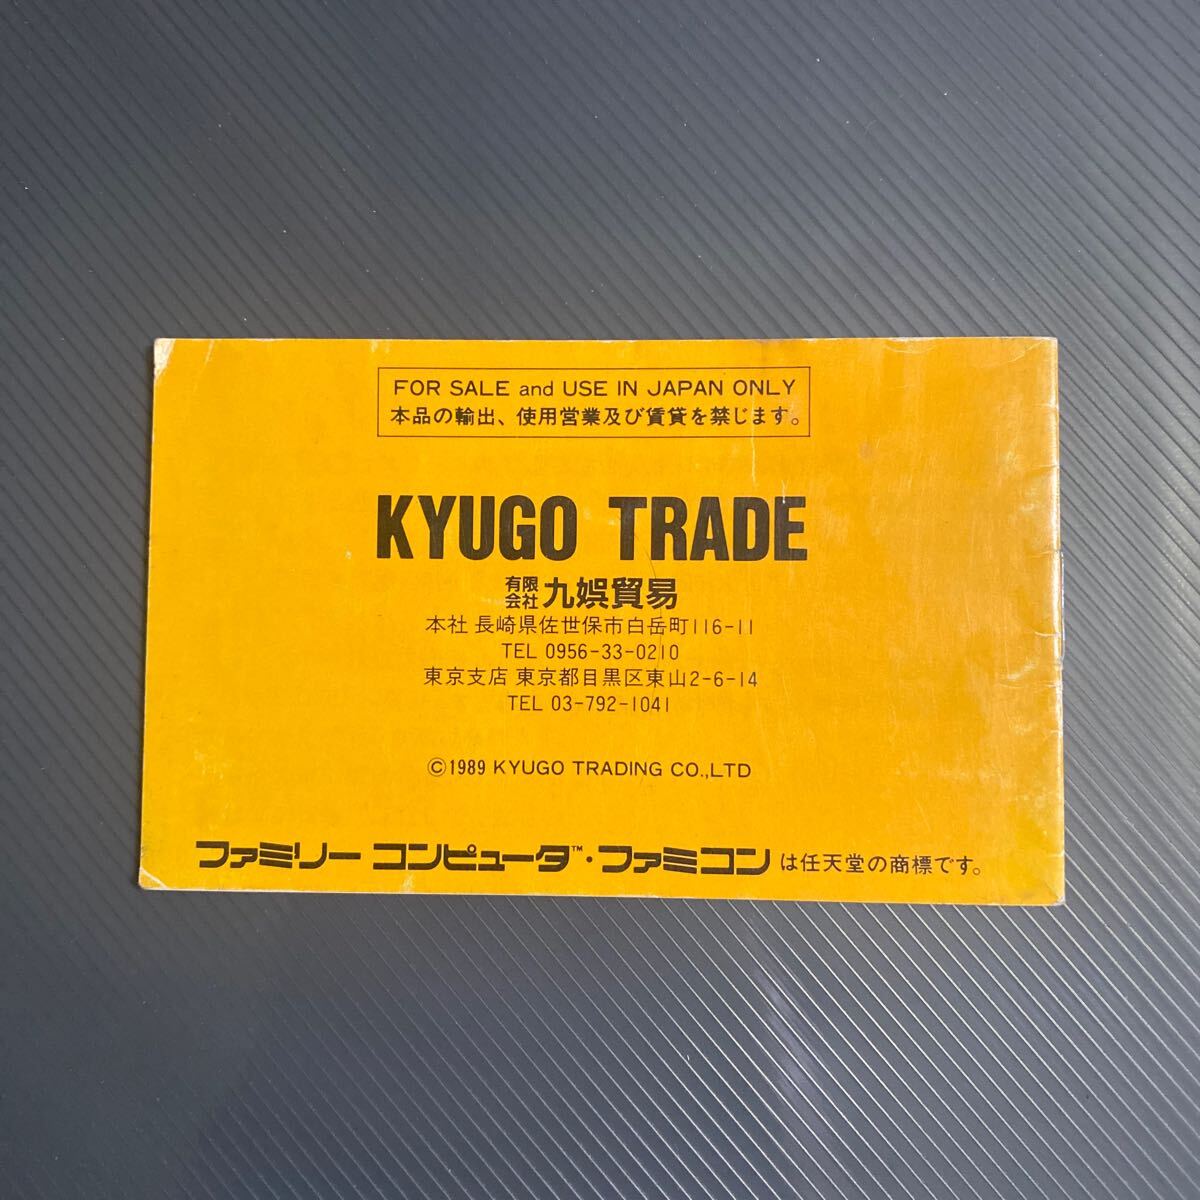 FOR SALE and USE IN JAPAN ONLY
本品の輸出、使用営業及び賃貸を禁じます。
KYUGO TRADE
有限会社九娯貿易
本社 長崎県佐世保市白岳町116-11
TEL 0956-33-0210
東京支店 東京都目黒区東山2-6-14
TEL 03-792-1041
©1989 KYUGO TRADING CO.,LTD
ファミリーコンピュータ™・ファミコンは任天堂の商標です。